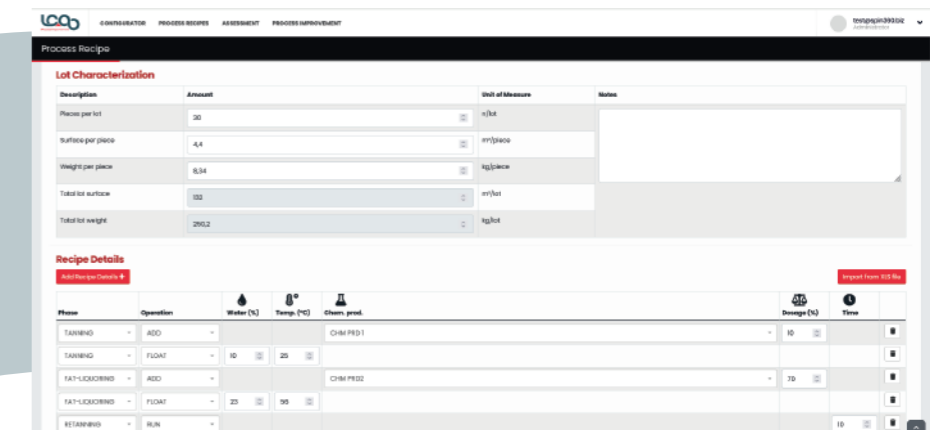 CONFIGURATOR PROCESS RECIPES ASSESSMENT PROCESS IMPROVEMENT
Administrator
Process Recipe
Lot Characterization
Description Amount Unit of Measure Notes
Pieces per lot 30 n/lot
Surface per piece 4,4 m²/piece
Weight per piece 8,34 kg/piece
Total lot surface 132 m²/lot
Total lot weight 250,2 kg/lot
Recipe Details
Add Recipe Details + Import from XLS file
Phase Operation Water (%) Temp. (°C) Chem. prod. Dosage (%) Time
TANNING ADD CHM PRD 1 10
TANNING FLOAT 10 25
FAT-LIQUORING ADD CHM PRD2 70
FAT-LIQUORING FLOAT 23
RETANNING RUN 10